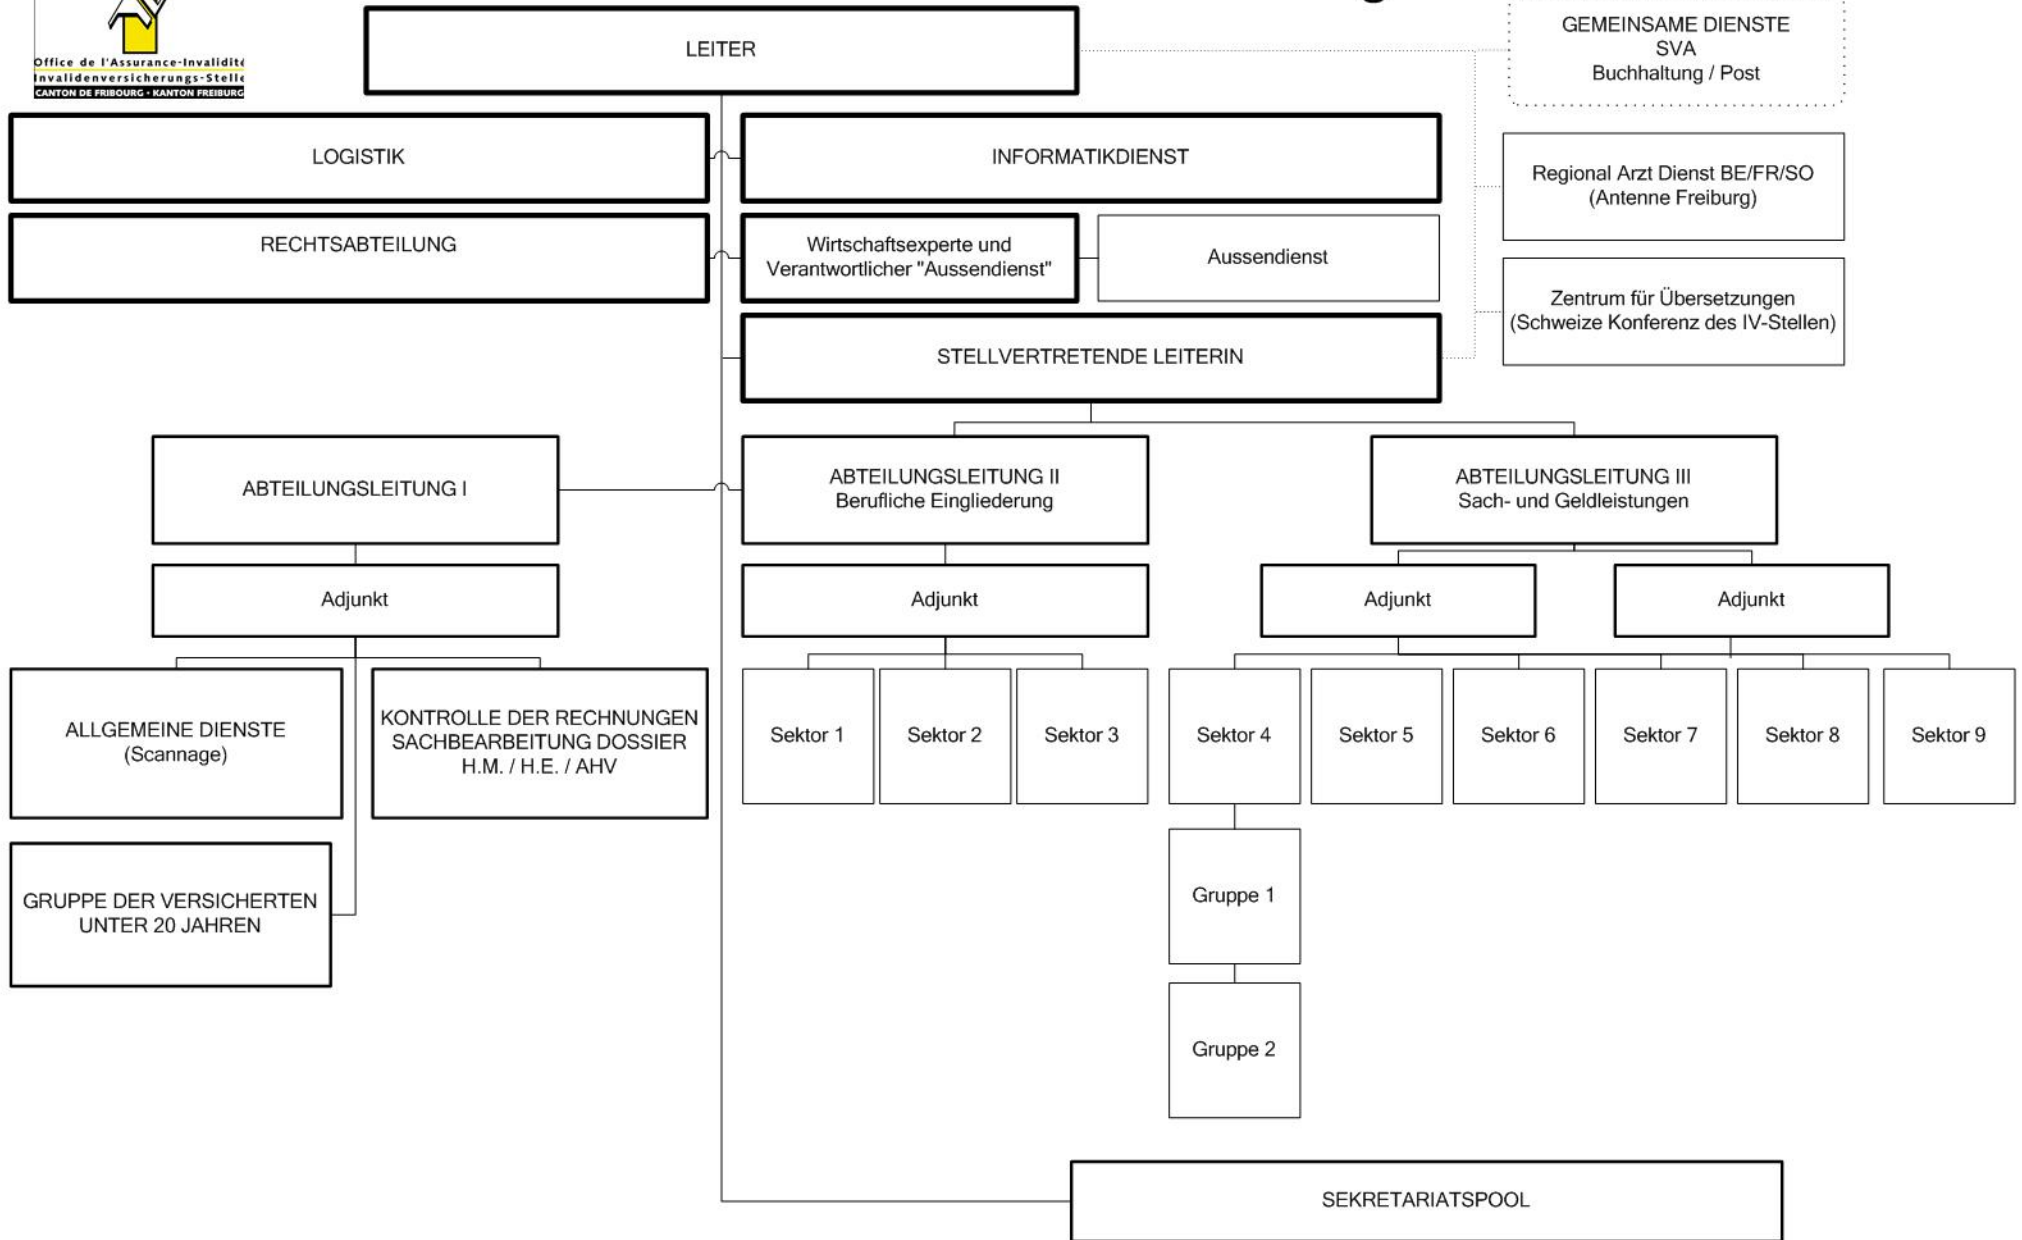 Office de l'Assurance-Invalidité
Invalidenversicherungs-Stelle
CANTON DE FRIBOURG • KANTON FREIBURG
LEITER
GEMEINSAME DIENSTE
SVA
Buchhaltung / Post
LOGISTIK
INFORMATIKDIENST
Regional Arzt Dienst BE/FR/SO
(Antenne Freiburg)
RECHTSABTEILUNG
Wirtschaftsexperte und
Verantwortlicher "Aussendienst"
Aussendienst
Zentrum für Übersetzungen
(Schweize Konferenz des IV-Stellen)
STELLVERTRETENDE LEITERIN
ABTEILUNGSLEITUNG I
ABTEILUNGSLEITUNG II
Berufliche Eingliederung
ABTEILUNGSLEITUNG III
Sach- und Geldleistungen
Adjunkt
Adjunkt
Adjunkt
Adjunkt
ALLGEMEINE DIENSTE
(Scannage)
KONTROLLE DER RECHNUNGEN
SACHBEARBEITUNG DOSSIER
H.M. / H.E. / AHV
Sektor 1
Sektor 2
Sektor 3
Sektor 4
Sektor 5
Sektor 6
Sektor 7
Sektor 8
Sektor 9
GRUPPE DER VERSICHERTEN
UNTER 20 JAHREN
Gruppe 1
Gruppe 2
SEKRETARIATSPOOL